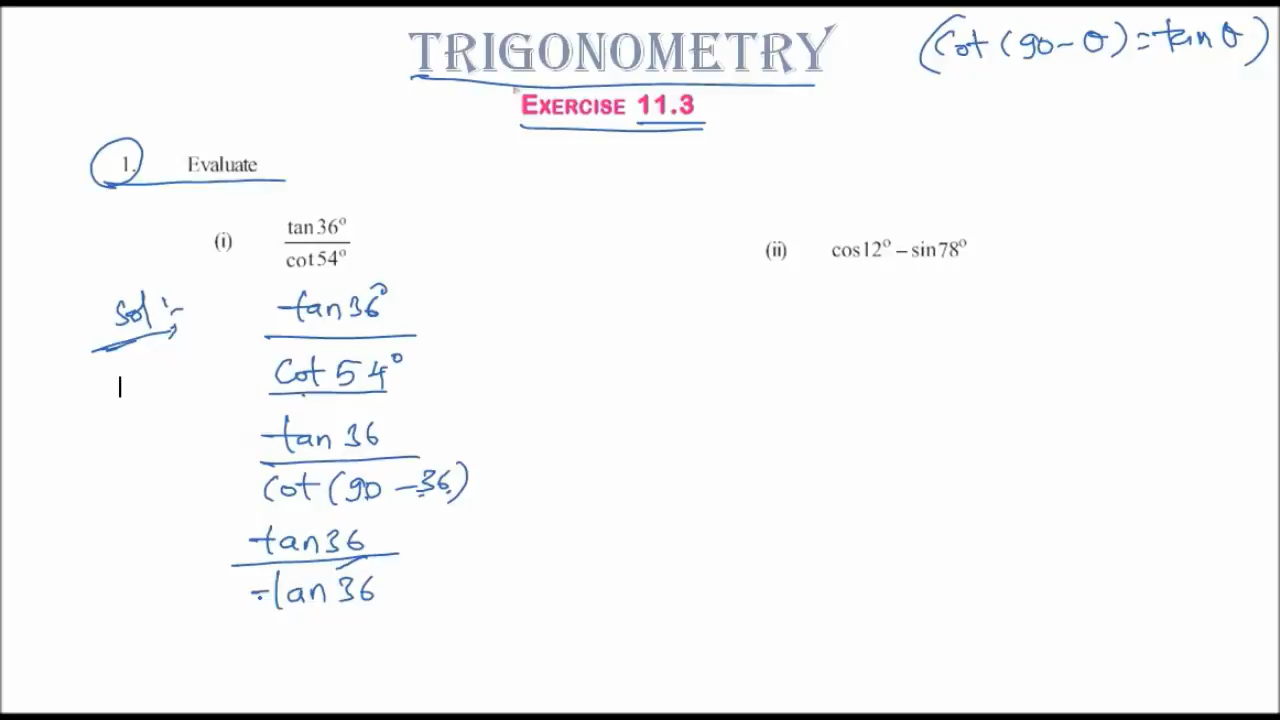 TRIGONOMETRY
(Cot (90 - θ) = tan θ)
EXERCISE 11.3
1. Evaluate
(i) tan 36°
cot 54°
(ii) cos 12° – sin 78°
Sol :-
tan 36°
Cot 54°
tan 36
Cot (90 - 36)
tan 36
tan 36